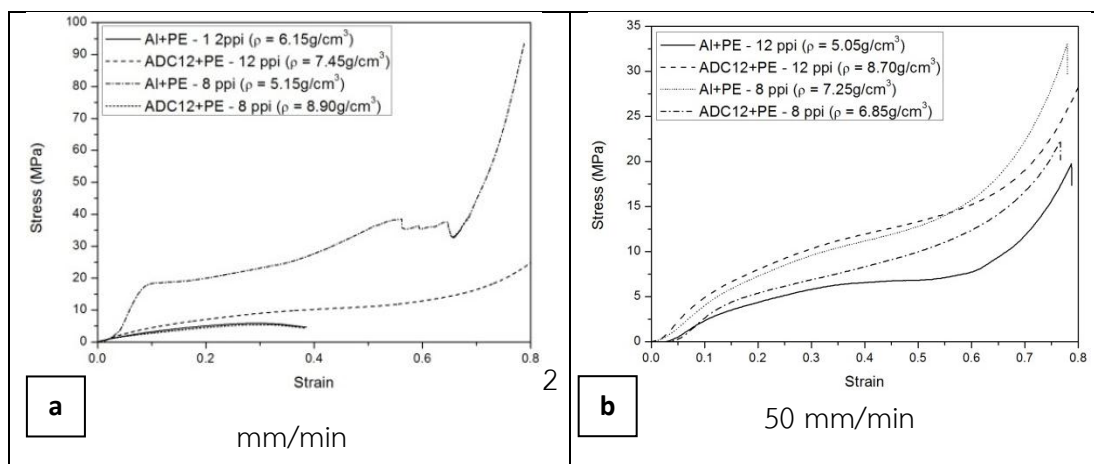 100
90
80
70
60
50
40
30
20
10
0
Stress (MPa)
Al+PE - 1 2ppi (ρ = 6.15g/cm³)
ADC12+PE - 12 ppi (ρ = 7.45g/cm³)
Al+PE - 8 ppi (ρ = 5.15g/cm³)
ADC12+PE - 8 ppi (ρ = 8.90g/cm³)
0.0 0.2 0.4 0.6 0.8
Strain
2
a
mm/min
35
30
25
20
15
10
5
0
Stress (MPa)
Al+PE - 12 ppi (ρ = 5.05g/cm³)
ADC12+PE - 12 ppi (ρ = 8.70g/cm³)
Al+PE - 8 ppi (ρ = 7.25g/cm³)
ADC12+PE - 8 ppi (ρ = 6.85g/cm³)
0.0 0.1 0.2 0.3 0.4 0.5 0.6 0.7 0.8
Strain
b
50 mm/min